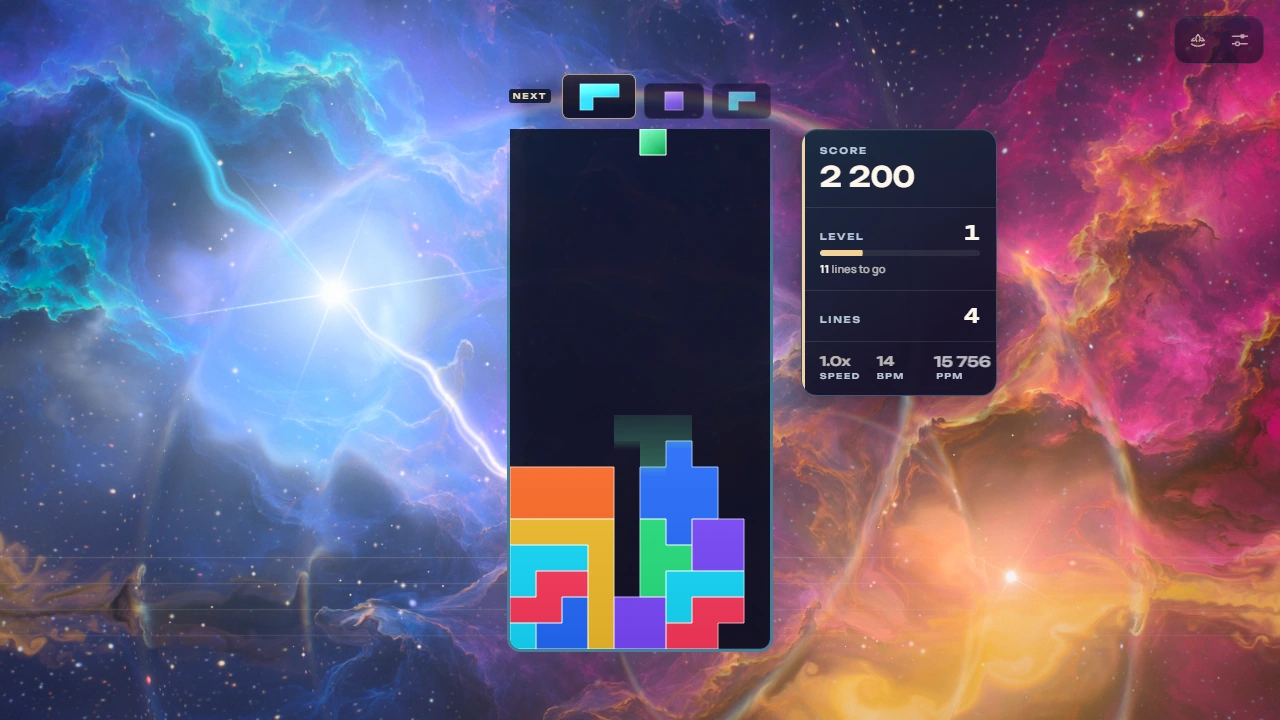 NEXT
SCORE
2 200
LEVEL 1
11 lines to go
LINES 4
1.0x 14 15 756
SPEED BPM PPM